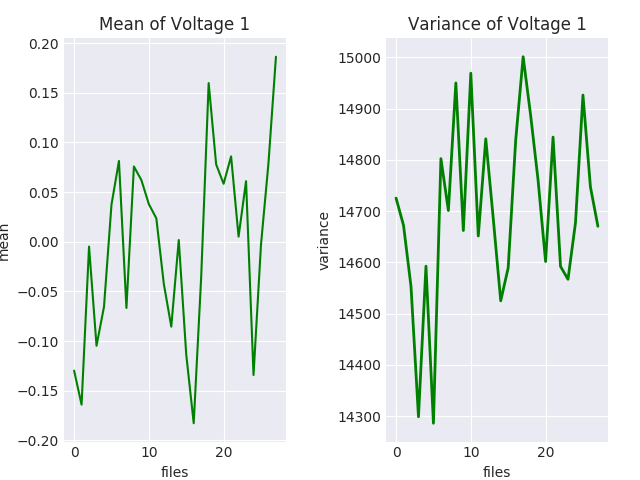 Mean of Voltage 1
0.20
0.15
0.10
0.05
0.00
−0.05
−0.10
−0.15
−0.20
mean
0 10 20
files
Variance of Voltage 1
15000
14900
14800
14700
14600
14500
14400
14300
variance
0 10 20
files